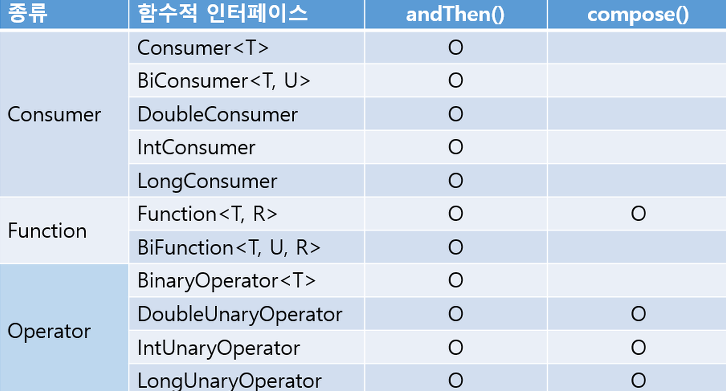 종류 함수적 인터페이스 andThen() compose()
Consumer
Consumer<T> O
BiConsumer<T, U> O
DoubleConsumer O
IntConsumer O
LongConsumer O
Function
Function<T, R> O O
BiFunction<T, U, R> O
Operator
BinaryOperator<T> O
DoubleUnaryOperator O O
IntUnaryOperator O O
LongUnaryOperator O O